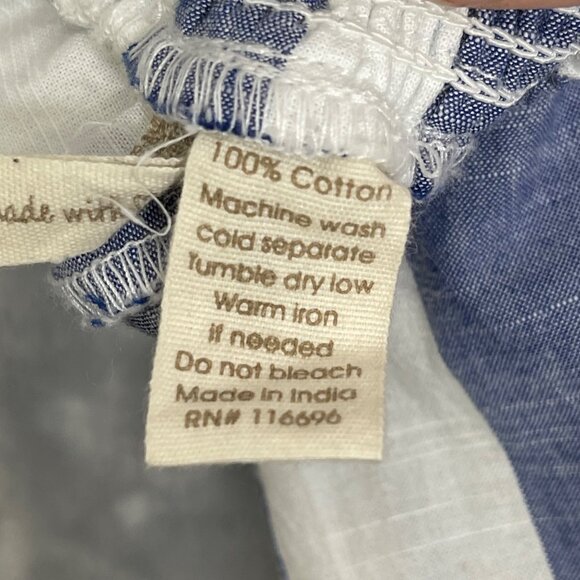 100% Cotton
Machine wash
cold separate
Tumble dry low
Warm iron
if needed
Do not bleach
Made in India
RN# 116696
made with